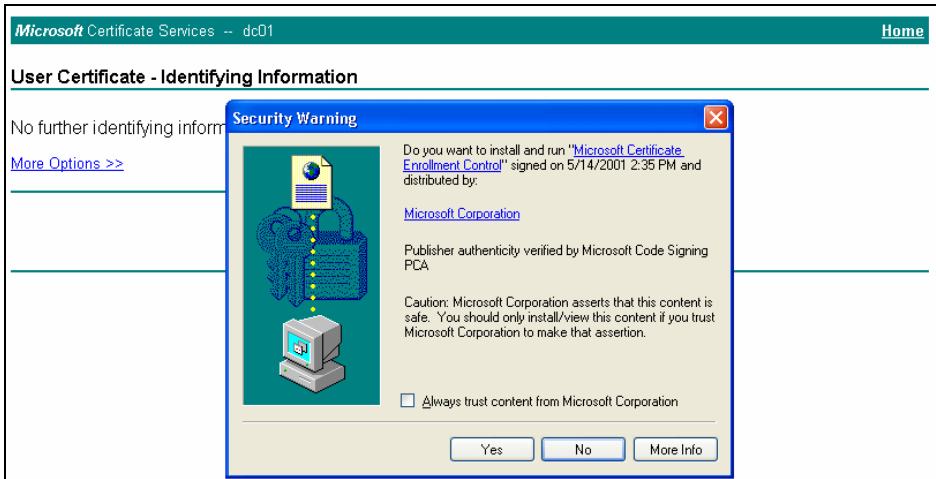 Microsoft Certificate Services -- dc01 Home
User Certificate - Identifying Information
No further identifying inform
More Options >>
Security Warning
Do you want to install and run "Microsoft Certificate
Enrollment Control" signed on 5/14/2001 2:35 PM and
distributed by:
Microsoft Corporation
Publisher authenticity verified by Microsoft Code Signing
PCA
Caution: Microsoft Corporation asserts that this content is
safe. You should only install/view this content if you trust
Microsoft Corporation to make that assertion.
Always trust content from Microsoft Corporation
Yes No More Info